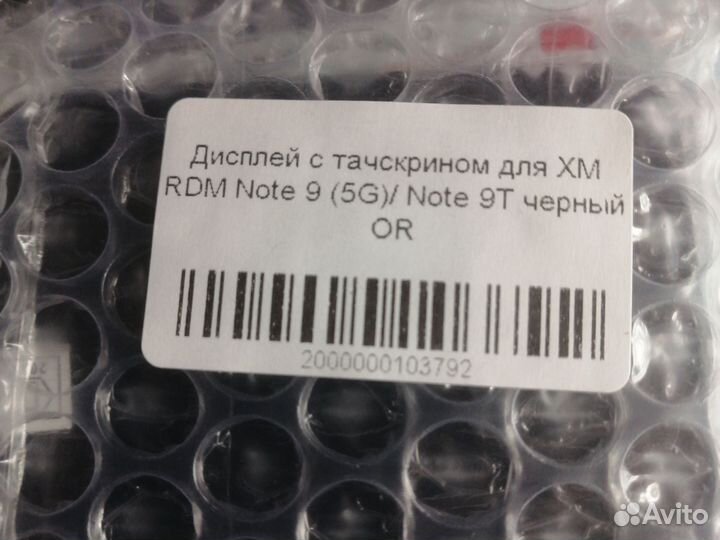 Дисплей с тачскрином для XM
RDM Note 9 (5G)/ Note 9T черный
OR
2000000103792
Avito